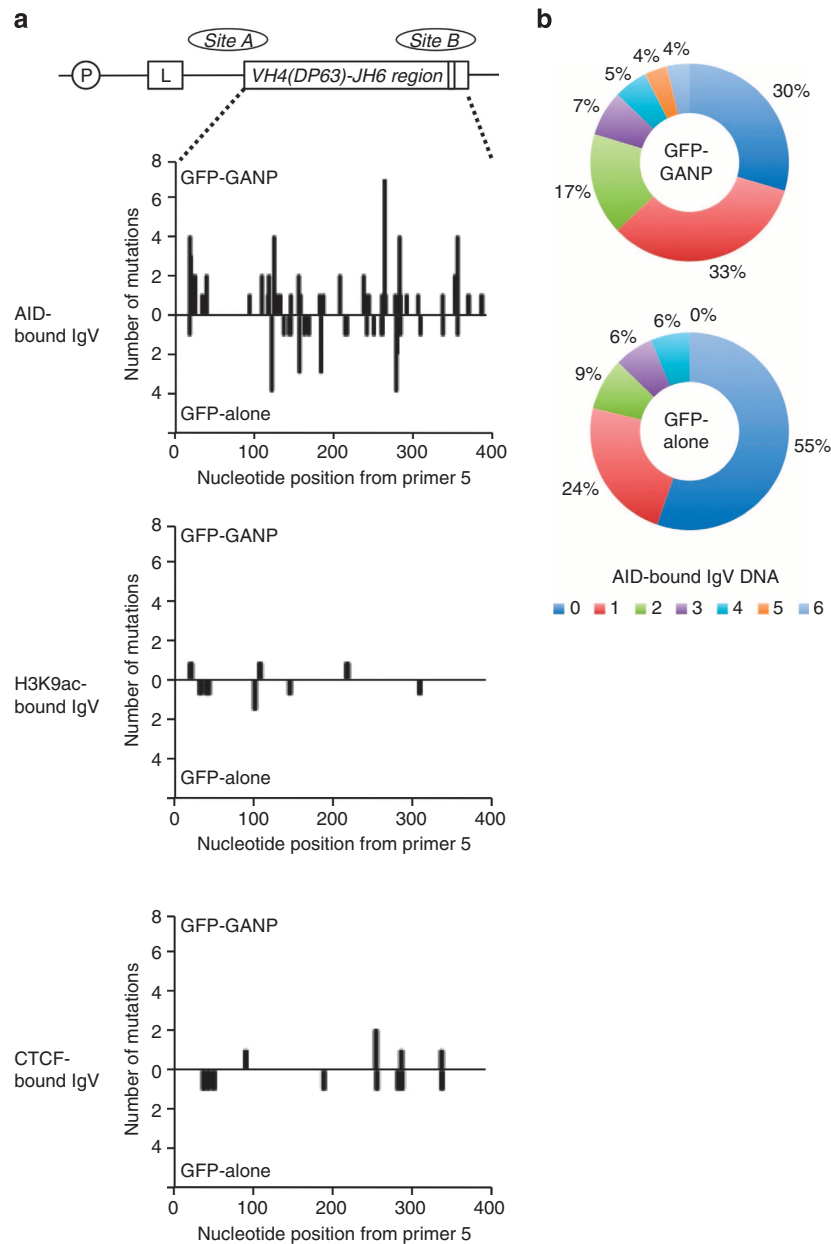 a
Site A
Site B
P
L
VH4(DP63)-JH6 region
AID-
bound IgV
Number of mutations
8
6
4
2
0
2
4
GFP-GANP
GFP-alone
0 100 200 300 400
Nucleotide position from primer 5
H3K9ac-
bound IgV
Number of mutations
8
6
4
2
0
2
4
GFP-GANP
GFP-alone
0 100 200 300 400
Nucleotide position from primer 5
CTCF-
bound IgV
Number of mutations
8
6
4
2
0
2
4
GFP-GANP
GFP-alone
0 100 200 300 400
Nucleotide position from primer 5
b
4% 4%
5%
30%
7%
GFP-
GANP
17%
33%
0%
6%
6%
9%
GFP-
alone
55%
24%
AID-bound IgV DNA
0 1 2 3 4 5 6